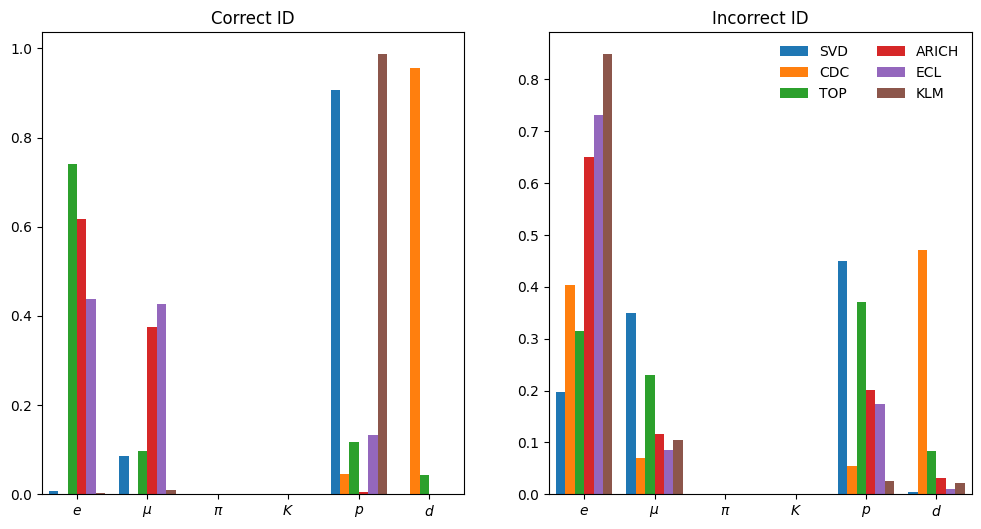 Correct ID
1.0
0.8
0.6
0.4
0.2
0.0
e μ π K p d
Incorrect ID
0.8
0.7
0.6
0.5
0.4
0.3
0.2
0.1
0.0
e μ π K p d
SVD
CDC
TOP
ARICH
ECL
KLM